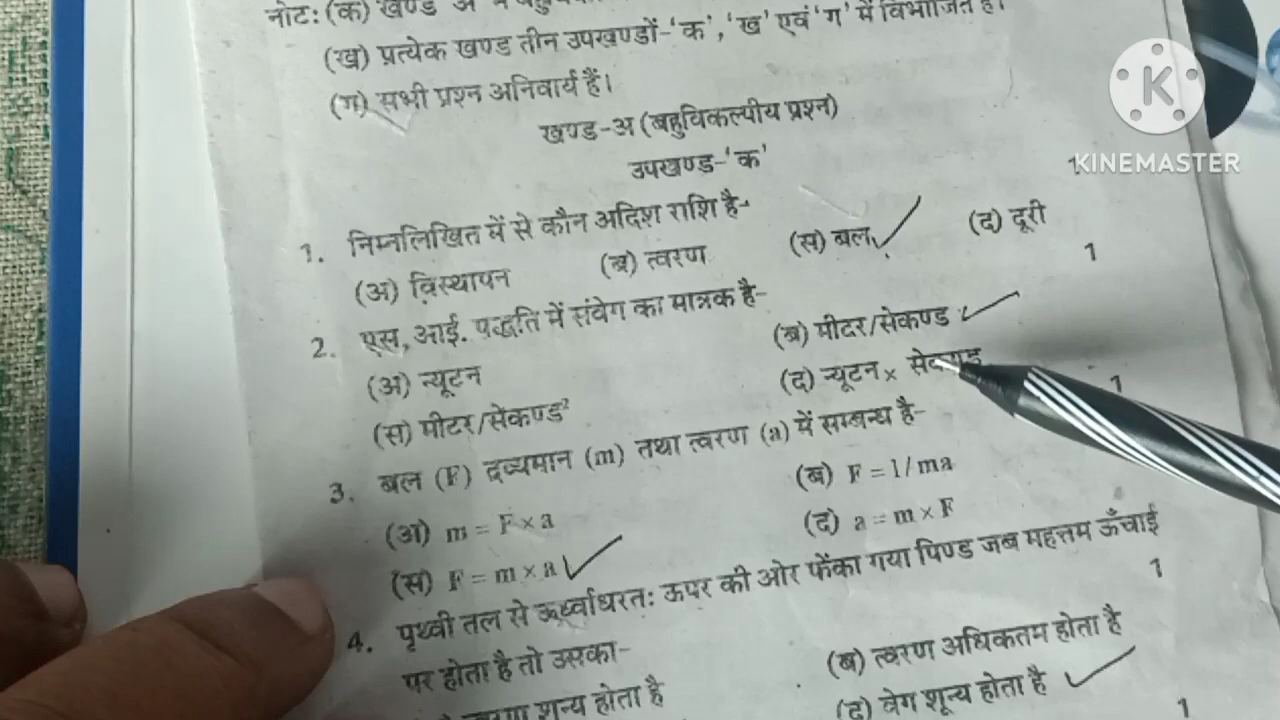 नोटः (क) खण्ड अ में
(ख) प्रत्येक खण्ड तीन उपखण्डों-'क', 'ख' एवं 'ग' में विभाजित है।
(ग) सभी प्रश्न अनिवार्य हैं।
खण्ड-अ (बहुविकल्पीय प्रश्न)
उपखण्ड-'क'
1
KINEMASTER
1. निम्नलिखित में से कौन अदिश राशि है-
(अ) विस्थापन (ब) त्वरण (स) बल (द) दूरी
2. एस. आई. पद्धति में संवेग का मात्रक है- 1
(अ) न्यूटन (ब) मीटर/सेकण्ड
(स) मीटर/सेकण्ड² (द) न्यूटन × सेकण्ड
3. बल (F) द्रव्यमान (m) तथा त्वरण (a) में सम्बन्ध है- 1
(अ) m = F × a (ब) F = 1/ma
(स) F = m × a (द) a = m × F
4. पृथ्वी तल से ऊर्ध्वाधरतः ऊपर की ओर फेंका गया पिण्ड जब महत्तम ऊँचाई
पर होता है तो उसका- 1
शून्य होता है (ब) त्वरण अधिकतम होता है
(द) वेग शून्य होता है
1